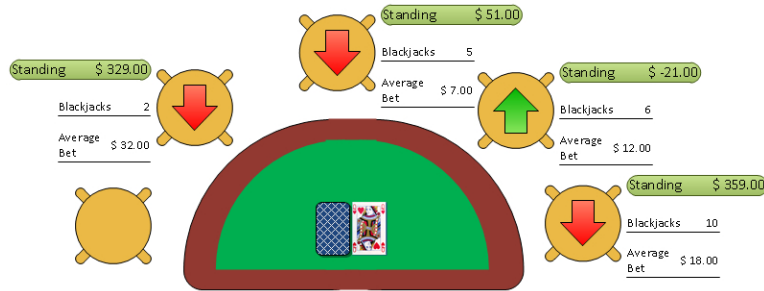 Standing $ 51.00
Blackjacks 5
Average
Bet $ 7.00
Standing $ 329.00
Blackjacks 2
Average
Bet $ 32.00
Standing $ -21.00
Blackjacks 6
Average
Bet $ 12.00
Standing $ 359.00
Blackjacks 10
Average
Bet $ 18.00